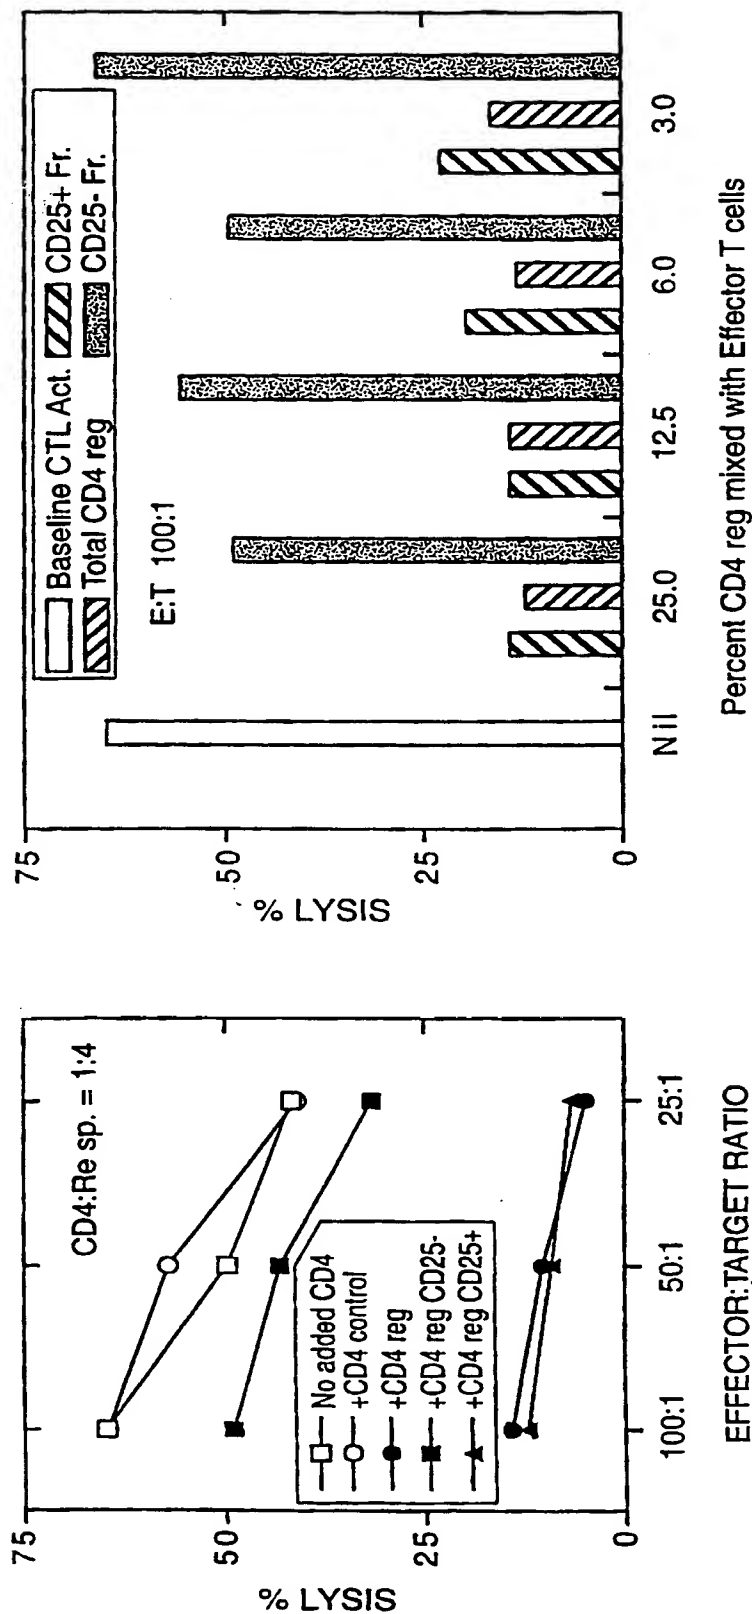 75
50
25
0
% LYSIS
CD4:Re sp. = 1:4
No added CD4
+CD4 control
+CD4 reg
+CD4 reg CD25-
+CD4 reg CD25+
100:1
50:1
25:1
EFFECTOR:TARGET RATIO
75
50
25
0
% LYSIS
Baseline CTL Act.
CD25+ Fr.
Total CD4 reg
CD25- Fr.
E:T 100:1
Nil
25.0
12.5
6.0
3.0
Percent CD4 reg mixed with Effector T cells